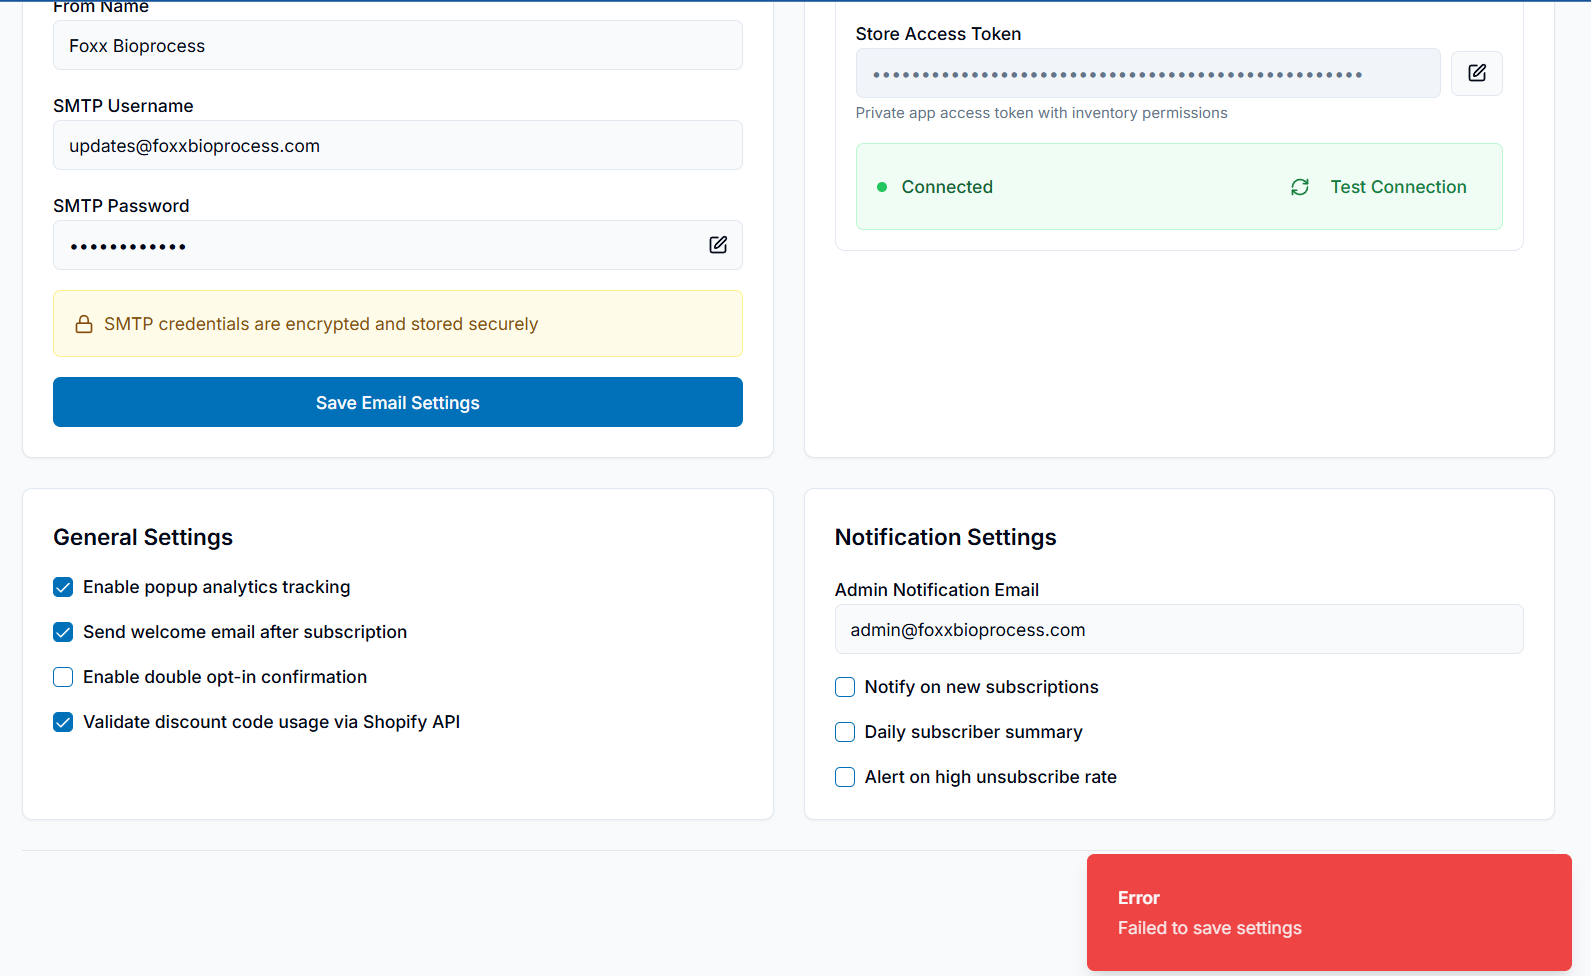 From Name
Foxx Bioprocess
SMTP Username
updates@foxxbioprocess.com
SMTP Password
••••••••••••
SMTP credentials are encrypted and stored securely
Save Email Settings
Store Access Token
••••••••••••••••••••••••••••••••••••••••••••••••••
Private app access token with inventory permissions
Connected
Test Connection
General Settings
Enable popup analytics tracking
Send welcome email after subscription
Enable double opt-in confirmation
Validate discount code usage via Shopify API
Notification Settings
Admin Notification Email
admin@foxxbioprocess.com
Notify on new subscriptions
Daily subscriber summary
Alert on high unsubscribe rate
Error
Failed to save settings